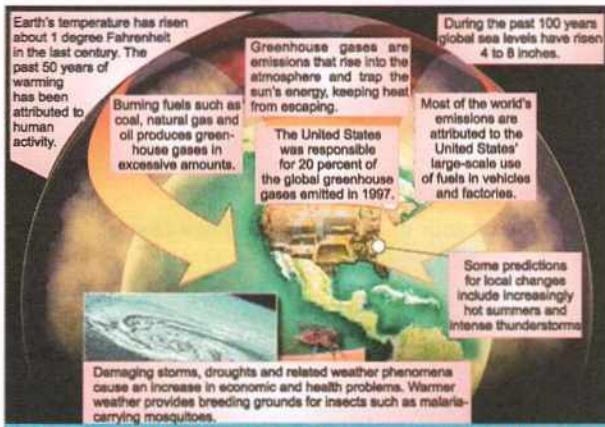 Earth's temperature has risen
about 1 degree Fahrenheit
in the last century. The
past 50 years of
warming
has been
attributed to
human
activity.
Burning fuels such as
coal, natural gas and
oil produces green-
house gases in
excessive amounts.
Greenhouse gases are
emissions that rise into the
atmosphere and trap the
sun's energy, keeping heat
from escaping.
The United States
was responsible
for 20 percent of
the global greenhouse
gases emitted in 1997.
During the past 100 years
global sea levels have risen
4 to 8 inches.
Most of the world's
emissions are
attributed to the
United States'
large-scale use
of fuels in vehicles
and factories.
Some predictions
for local changes
include increasingly
hot summers and
intense thunderstorms
Damaging storms, droughts and related weather phenomena
cause an increase in economic and health problems. Warmer
weather provides breeding grounds for insects such as malaria-
carrying mosquitoes.